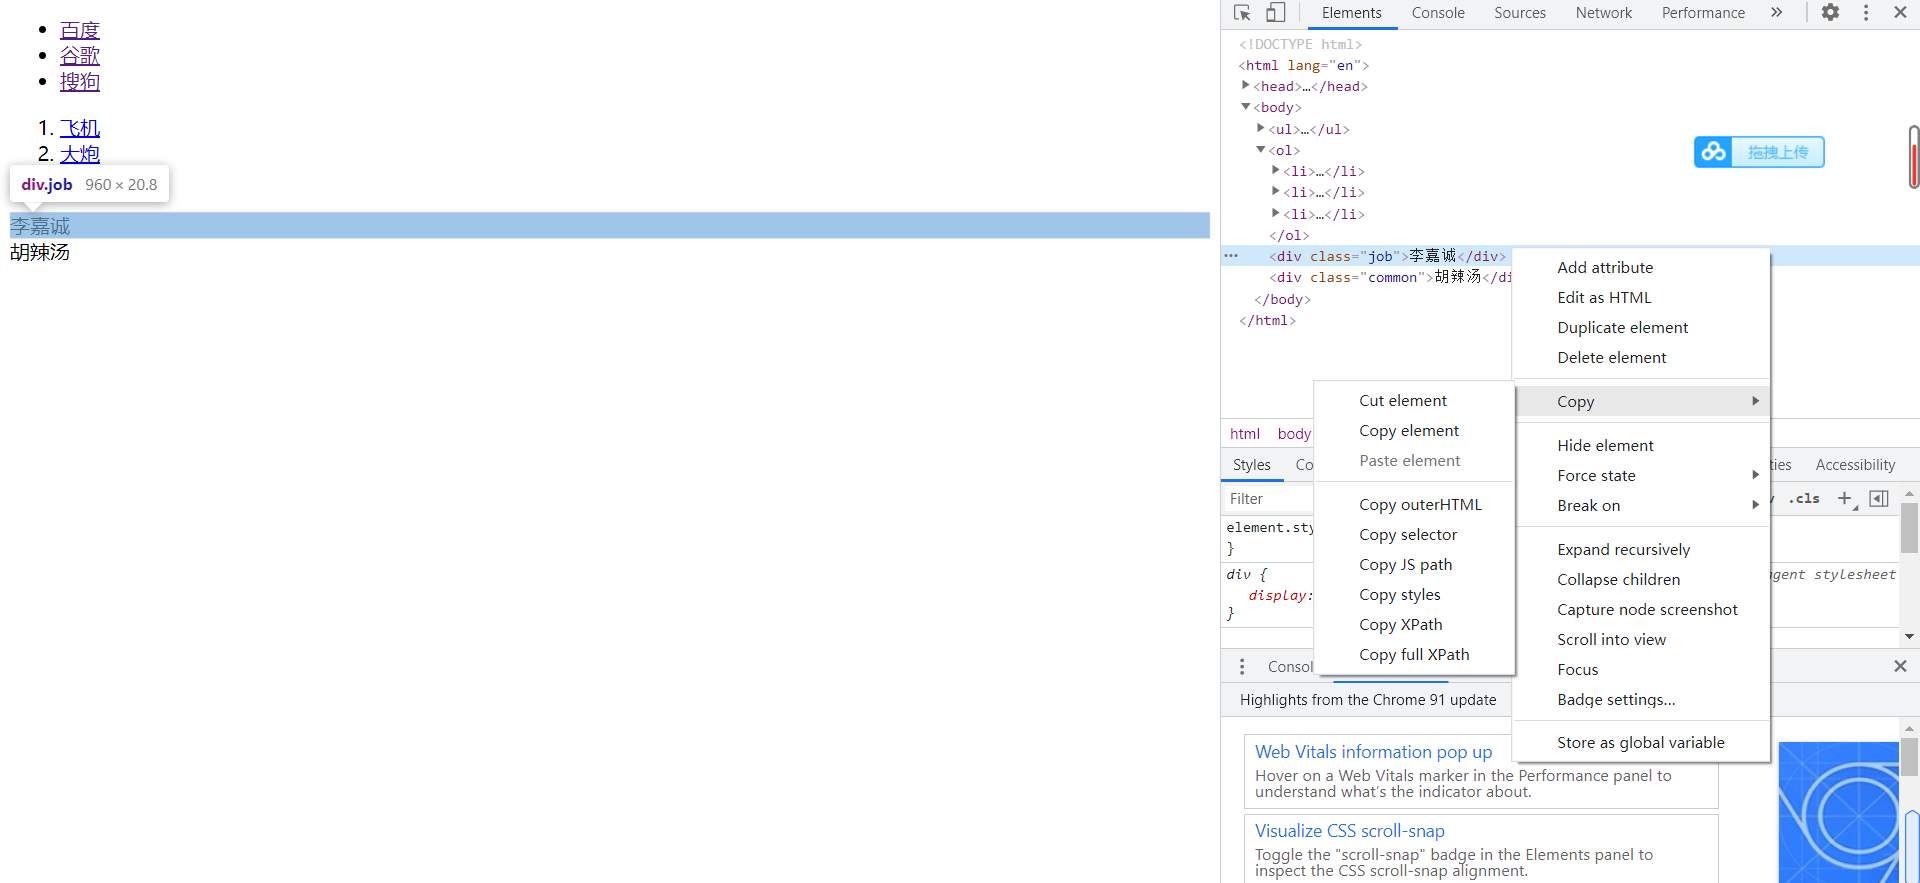 百度
谷歌
搜狗
1. 飞机
2. 大炮
div.job 960 × 20.8
李嘉诚
胡辣汤
Elements Console Sources Network Performance
<!DOCTYPE html>
<html lang="en">
<head>…</head>
<body>
<ul>…</ul>
<ol>
<li>…</li>
<li>…</li>
<li>…</li>
</ol>
<div class="job">李嘉诚</div>
<div class="common">胡辣汤</di
</body>
</html>
拖拽上传
Add attribute
Edit as HTML
Duplicate element
Delete element
Copy
Hide element
Force state
Break on
Expand recursively
Collapse children
Capture node screenshot
Scroll into view
Focus
Badge settings...
Store as global variable
Cut element
Copy element
Paste element
Copy outerHTML
Copy selector
Copy JS path
Copy styles
Copy XPath
Copy full XPath
html body
Styles Co ties Accessibility
Filter .cls
element.sty
}
div { agent stylesheet
display:
}
Consol
Highlights from the Chrome 91 update
Web Vitals information pop up
Hover on a Web Vitals marker in the Performance panel to
understand what's the indicator about.
Visualize CSS scroll-snap
Toggle the "scroll-snap" badge in the Elements panel to
inspect the CSS scroll-snap alignment.